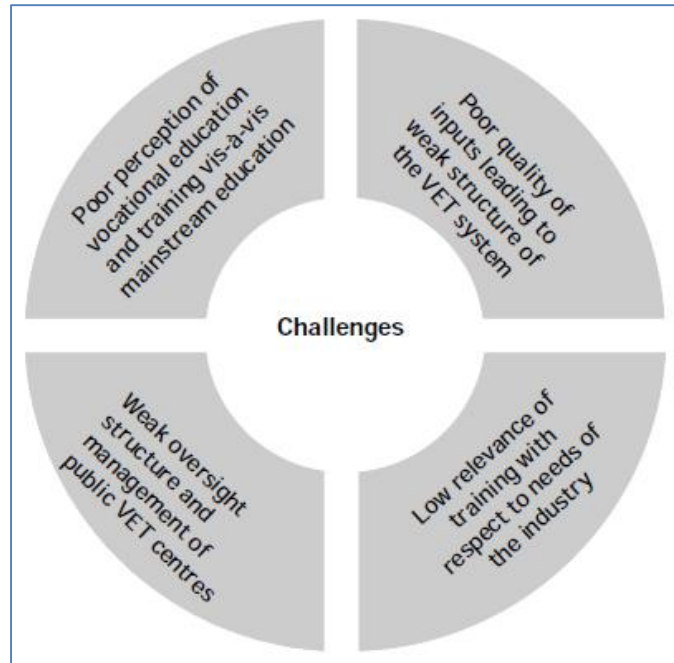 Poor perception of
vocational education
and training vis-à-vis
mainstream education
Poor quality of
inputs leading to
weak structure of
the VET system
Challenges
Weak oversight
structure and
management of
public VET centres
Low relevance of
training with
respect to needs of
the industry